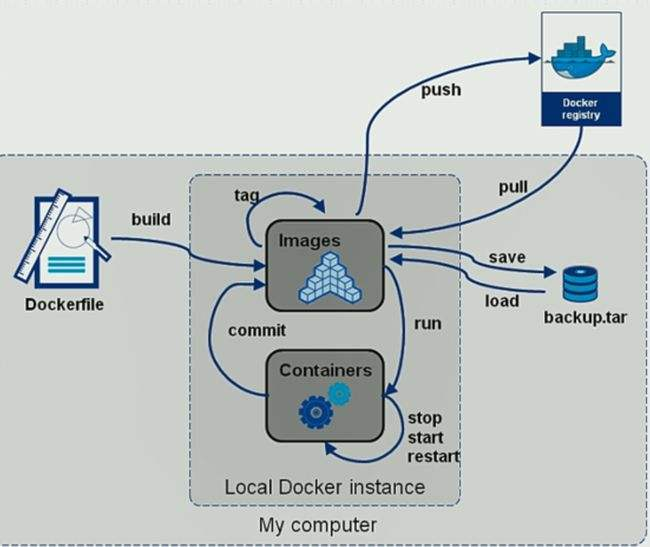 Docker
registry
push
pull
tag
build
Images
save
load
Dockerfile
backup.tar
commit
run
Containers
stop
start
restart
Local Docker instance
My computer